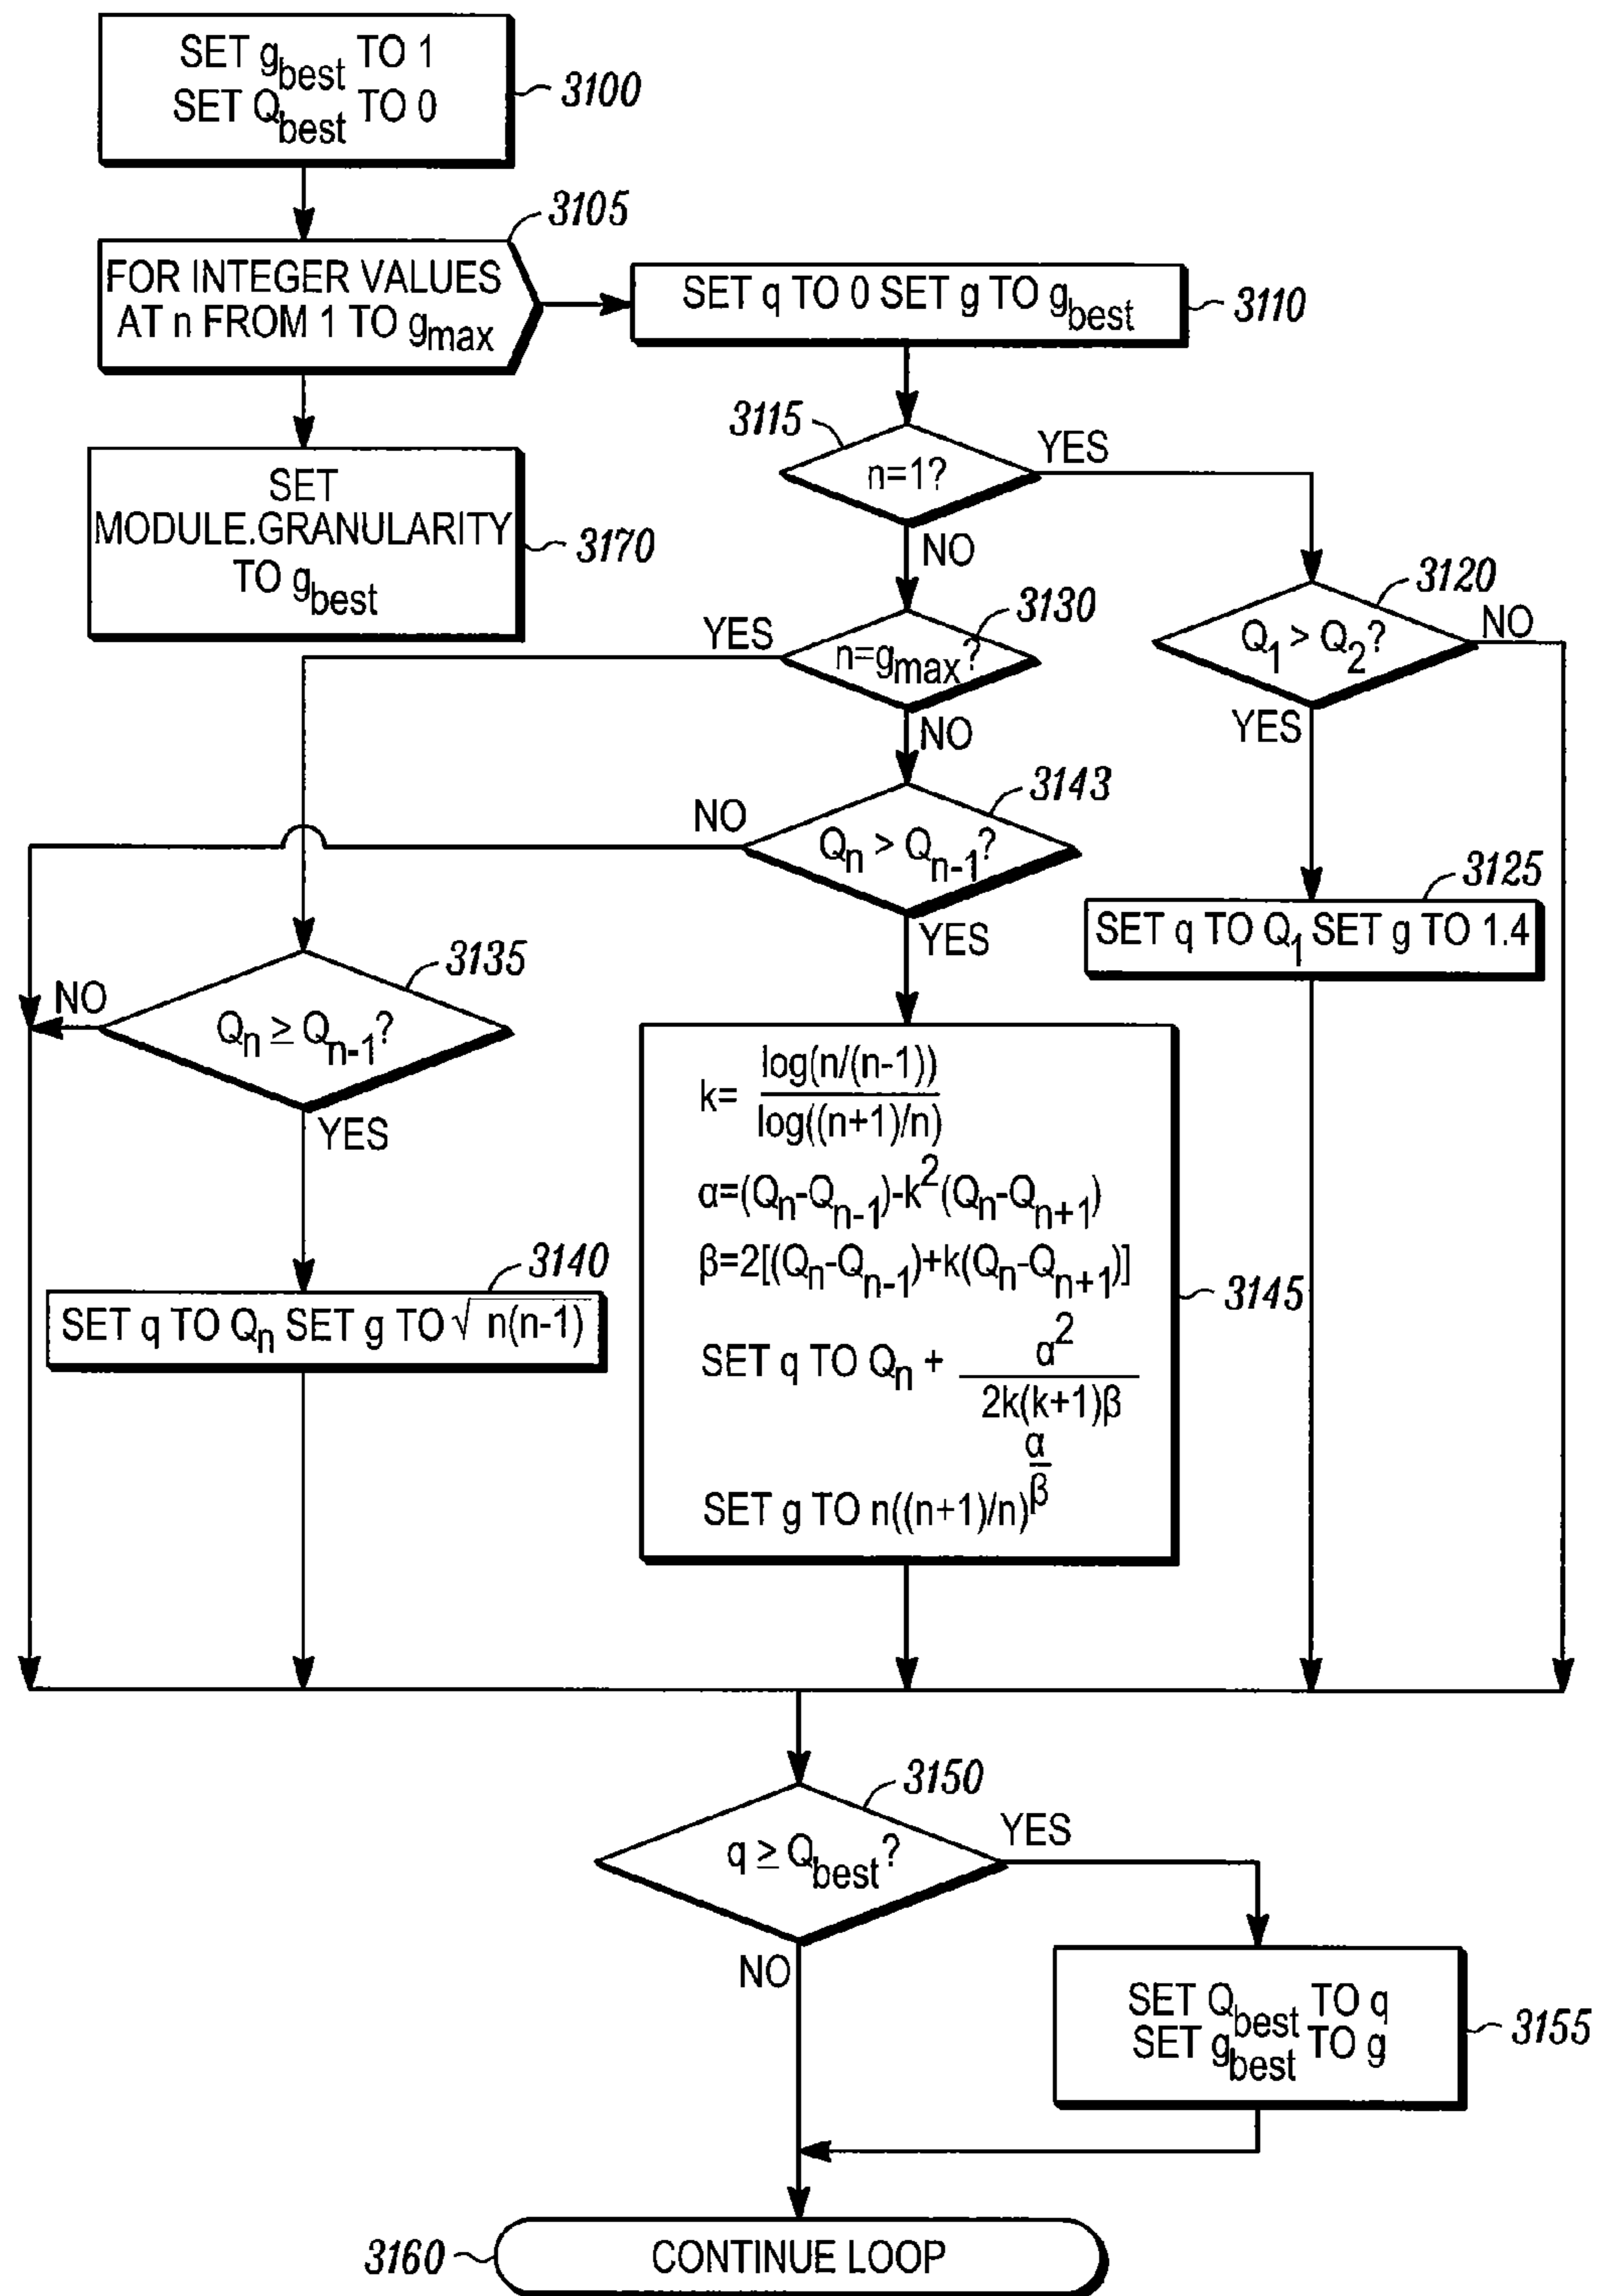 SET g_best TO 1
SET Q_best TO 0
3100
3105
FOR INTEGER VALUES
AT n FROM 1 TO g_max
SET q TO 0 SET g TO g_best
3110
3115
n=1?
YES
NO
SET
MODULE.GRANULARITY
TO g_best
3170
3120
Q_1 > Q_2?
NO
YES
3130
n=g_max?
YES
NO
3143
Q_n > Q_n-1?
NO
YES
3125
SET q TO Q_1 SET g TO 1.4
3135
Q_n ≥ Q_n-1?
NO
YES
3140
SET q TO Q_n SET g TO √n(n-1)
k= log(n/(n-1))
log((n+1)/n)
α=(Q_n-Q_n-1)-k²(Q_n-Q_n+1)
β=2[(Q_n-Q_n-1)+k(Q_n-Q_n+1)]
SET q TO Q_n + α²
2k(k+1)β
SET g TO n((n+1)/n)^α/β
3145
3150
q ≥ Q_best?
YES
NO
SET Q_best TO q
SET g_best TO g
3155
3160
CONTINUE LOOP